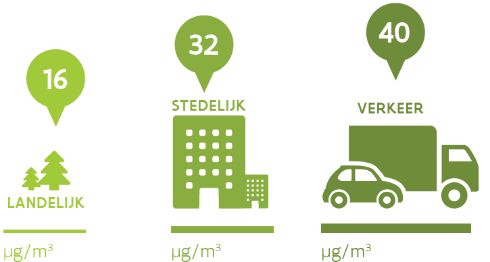 16
LANDELIJK
µg/m³
32
STEDELIJK
µg/m³
40
VERKEER
µg/m³